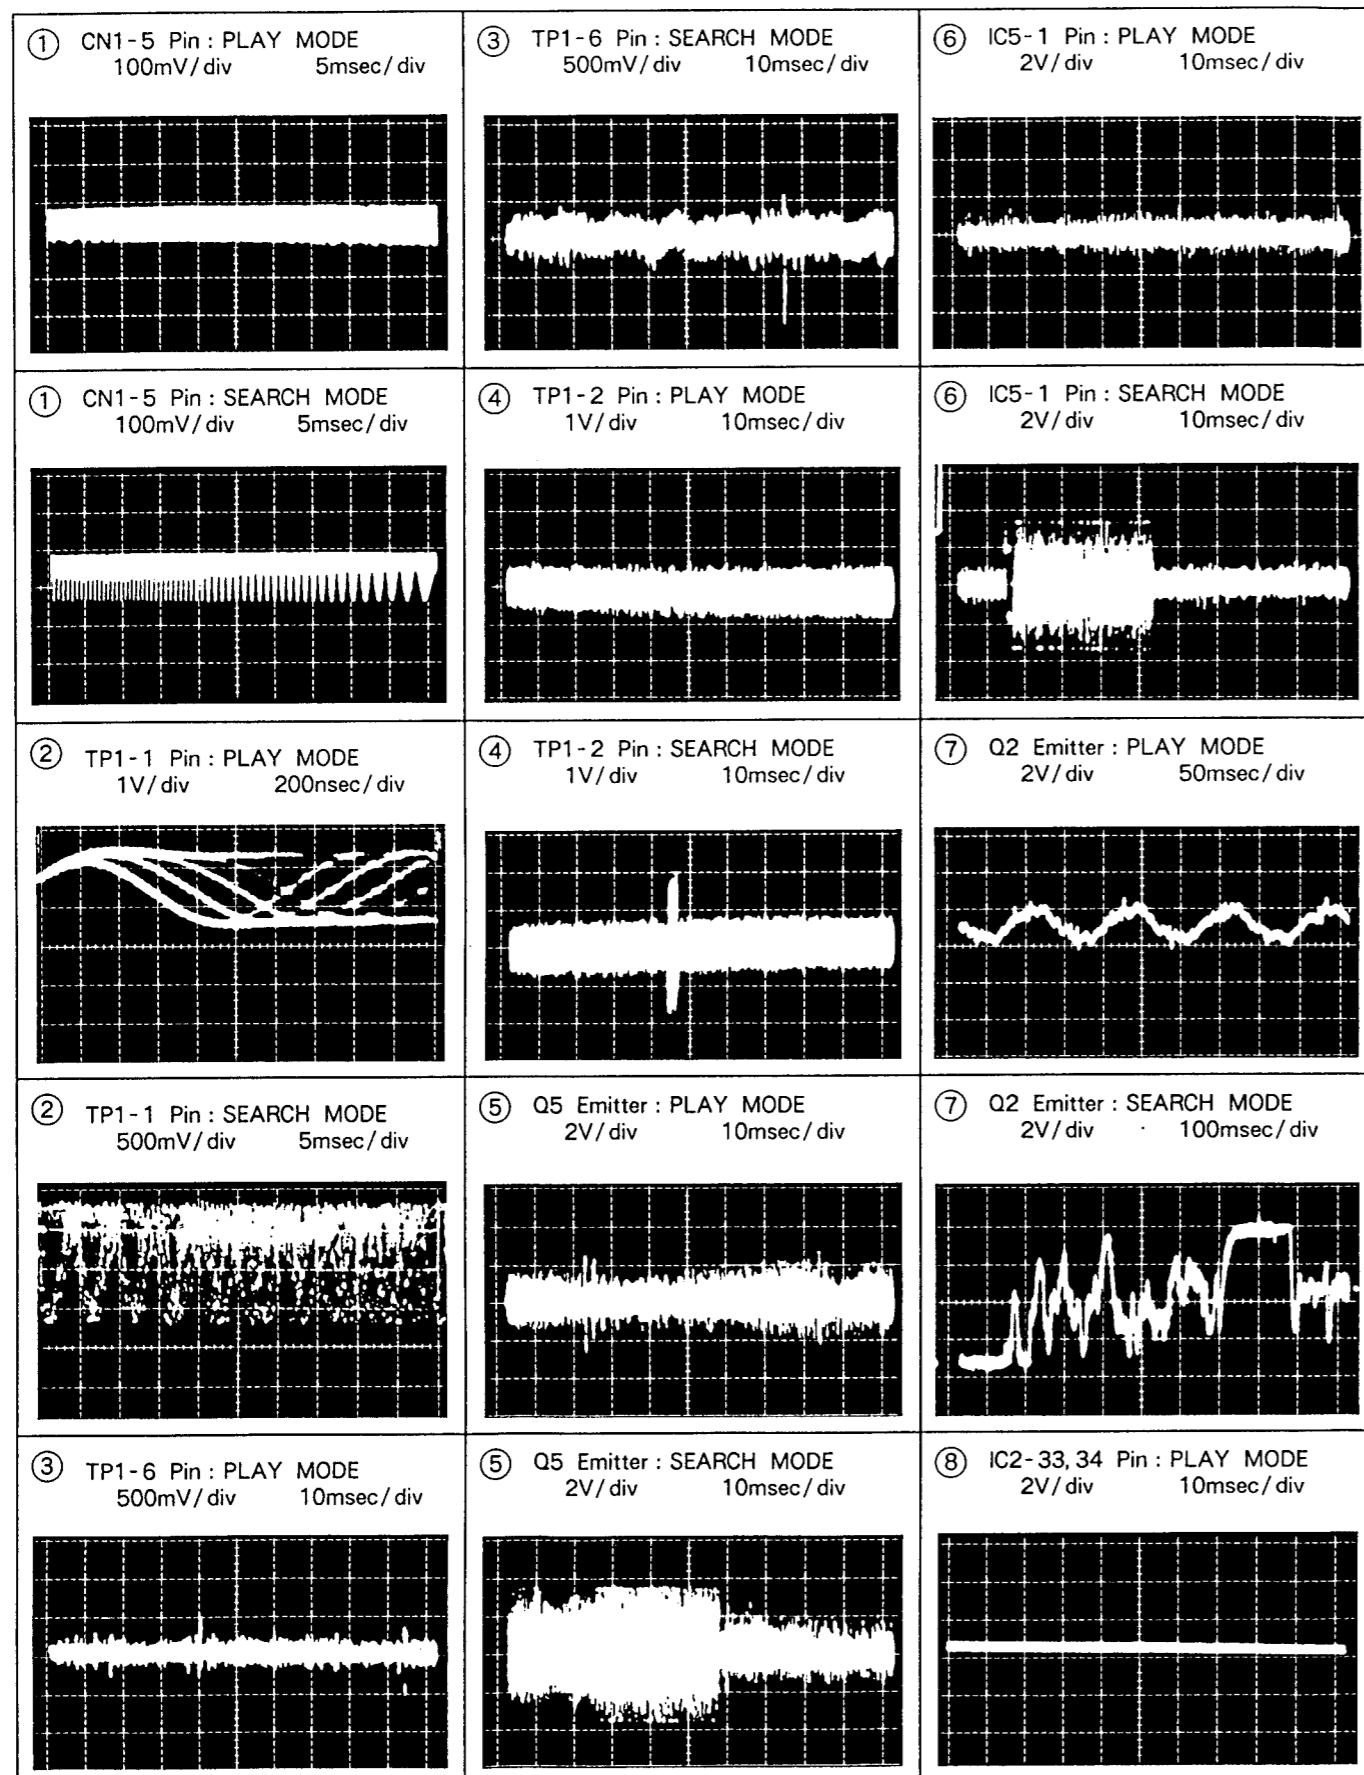 ① CN1-5 Pin : PLAY MODE
100mV/div 5msec/div
① CN1-5 Pin : SEARCH MODE
100mV/div 5msec/div
② TP1-1 Pin : PLAY MODE
1V/div 200nsec/div
② TP1-1 Pin : SEARCH MODE
500mV/div 5msec/div
③ TP1-6 Pin : PLAY MODE
500mV/div 10msec/div
③ TP1-6 Pin : SEARCH MODE
500mV/div 10msec/div
④ TP1-2 Pin : PLAY MODE
1V/div 10msec/div
④ TP1-2 Pin : SEARCH MODE
1V/div 10msec/div
⑤ Q5 Emitter : PLAY MODE
2V/div 10msec/div
⑤ Q5 Emitter : SEARCH MODE
2V/div 10msec/div
⑥ IC5-1 Pin : PLAY MODE
2V/div 10msec/div
⑥ IC5-1 Pin : SEARCH MODE
2V/div 10msec/div
⑦ Q2 Emitter : PLAY MODE
2V/div 50msec/div
⑦ Q2 Emitter : SEARCH MODE
2V/div 100msec/div
⑧ IC2-33, 34 Pin : PLAY MODE
2V/div 10msec/div